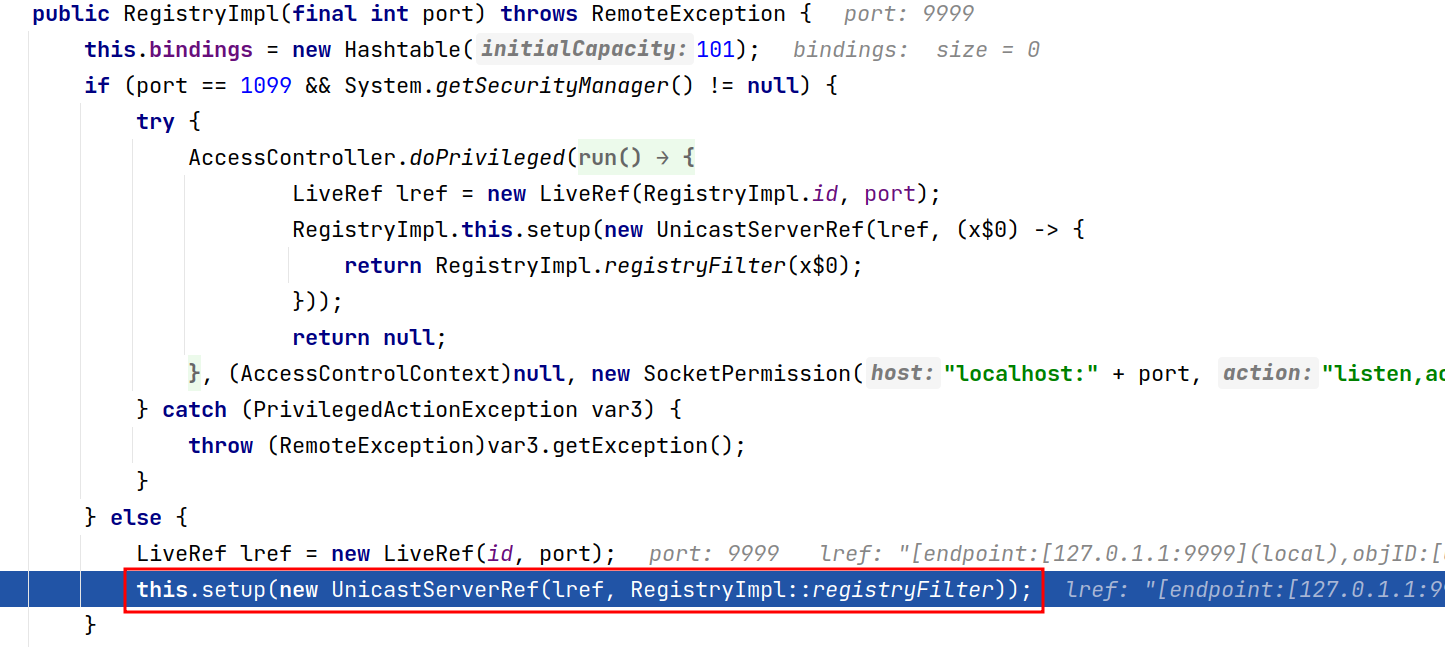 public RegistryImpl(final int port) throws RemoteException {   port: 9999
    this.bindings = new Hashtable( initialCapacity: 101);   bindings:  size = 0
    if (port == 1099 && System.getSecurityManager() != null) {
        try {
            AccessController.doPrivileged(run() → {
                    LiveRef lref = new LiveRef(RegistryImpl.id, port);
                    RegistryImpl.this.setup(new UnicastServerRef(lref, (x$0) -> {
                        return RegistryImpl.registryFilter(x$0);
                    }));
                    return null;
            }, (AccessControlContext)null, new SocketPermission( host: "localhost:" + port,  action: "listen,ac
        } catch (PrivilegedActionException var3) {
            throw (RemoteException)var3.getException();
        }
    } else {
        LiveRef lref = new LiveRef(id, port);   port: 9999   lref: "[endpoint:[127.0.1.1:9999](local),objID:[
        this.setup(new UnicastServerRef(lref, RegistryImpl::registryFilter));   lref: "[endpoint:[127.0.1.1:99
    }